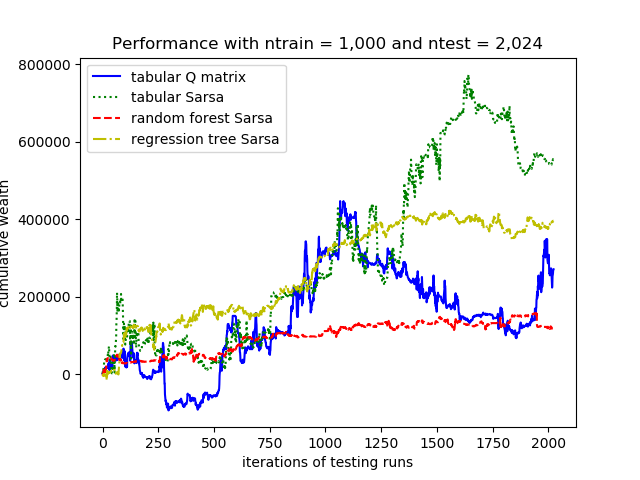 Performance with ntrain = 1,000 and ntest = 2,024
tabular Q matrix
tabular Sarsa
random forest Sarsa
regression tree Sarsa
800000
600000
400000
200000
0
cumulative wealth
0 250 500 750 1000 1250 1500 1750 2000
iterations of testing runs